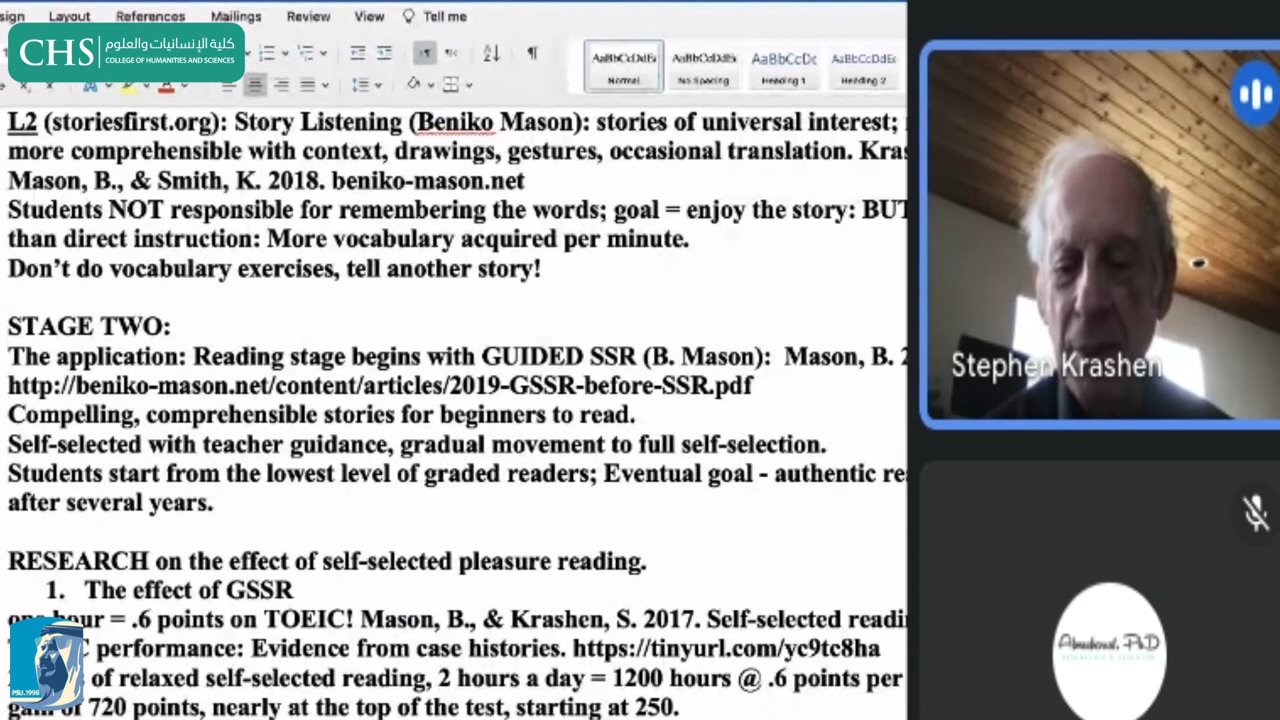 sign Layout References Mailings Review View Tell me
CHS
كلية الإنسانيات والعلوم
COLLEGE OF HUMANITIES AND SCIENCES
AaBbCcDdEe AaBbCcDdEe AaBbCcDc AaBbCcDdEe
Normal No Spacing Heading 1 Heading 2
L2 (storiesfirst.org): Story Listening (Beniko Mason): stories of universal interest;
more comprehensible with context, drawings, gestures, occasional translation. Kras
Mason, B., & Smith, K. 2018. beniko-mason.net
Students NOT responsible for remembering the words; goal = enjoy the story: BUT
than direct instruction: More vocabulary acquired per minute.
Don't do vocabulary exercises, tell another story!
STAGE TWO:
The application: Reading stage begins with GUIDED SSR (B. Mason): Mason, B. 2
http://beniko-mason.net/content/articles/2019-GSSR-before-SSR.pdf
Compelling, comprehensible stories for beginners to read.
Self-selected with teacher guidance, gradual movement to full self-selection.
Students start from the lowest level of graded readers; Eventual goal - authentic re
after several years.
RESEARCH on the effect of self-selected pleasure reading.
1. The effect of GSSR
one hour = .6 points on TOEIC! Mason, B., & Krashen, S. 2017. Self-selected readi
C performance: Evidence from case histories. https://tinyurl.com/yc9tc8ha
of relaxed self-selected reading, 2 hours a day = 1200 hours @ .6 points per
gain of 720 points, nearly at the top of the test, starting at 250.
PSU.1998
Stephen Krashen